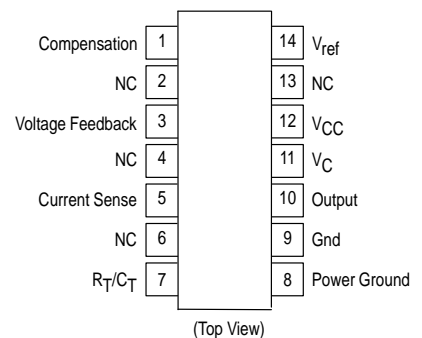 Compensation 1 14 Vref
NC 2 13 NC
Voltage Feedback 3 12 VCC
NC 4 11 VC
Current Sense 5 10 Output
NC 6 9 Gnd
RT/CT 7 8 Power Ground
(Top View)